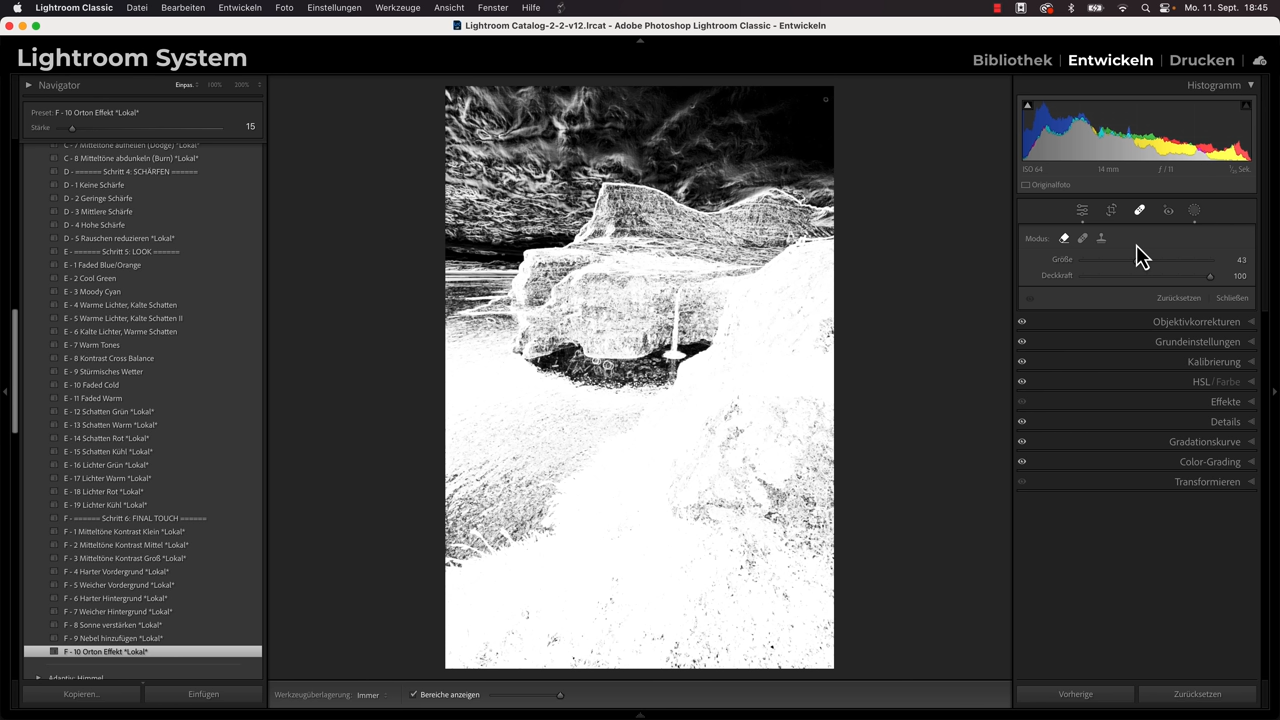 Lightroom Classic Datei Bearbeiten Entwickeln Foto Einstellungen Werkzeuge Ansicht Fenster Hilfe Mo. 11. Sept. 18:45
Lightroom Catalog-2-2-v12.lrcat - Adobe Photoshop Lightroom Classic - Entwickeln
Lightroom System
Bibliothek | Entwickeln | Drucken
Navigator Einpas. 100% 200%
Preset: F - 10 Orton Effekt *Lokal*
Stärke 15
C - 7 Mitteltöne aufhellen (Dodge) *Lokal*
C - 8 Mitteltöne abdunkeln (Burn) *Lokal*
D - ====== Schritt 4: SCHÄRFEN ======
D - 1 Keine Schärfe
D - 2 Geringe Schärfe
D - 3 Mittlere Schärfe
D - 4 Hohe Schärfe
D - 5 Rauschen reduzieren *Lokal*
E - ====== Schritt 5: LOOK ======
E - 1 Faded Blue/Orange
E - 2 Cool Green
E - 3 Moody Cyan
E - 4 Warme Lichter, Kalte Schatten
E - 5 Warme Lichter, Kalte Schatten II
E - 6 Kalte Lichter, Warme Schatten
E - 7 Warm Tones
E - 8 Kontrast Cross Balance
E - 9 Stürmisches Wetter
E - 10 Faded Cold
E - 11 Faded Warm
E - 12 Schatten Grün *Lokal*
E - 13 Schatten Warm *Lokal*
E - 14 Schatten Rot *Lokal*
E - 15 Schatten Kühl *Lokal*
E - 16 Lichter Grün *Lokal*
E - 17 Lichter Warm *Lokal*
E - 18 Lichter Rot *Lokal*
E - 19 Lichter Kühl *Lokal*
F - ====== Schritt 6: FINAL TOUCH ======
F - 1 Mitteltöne Kontrast Klein *Lokal*
F - 2 Mitteltöne Kontrast Mittel *Lokal*
F - 3 Mitteltöne Kontrast Groß *Lokal*
F - 4 Harter Vordergrund *Lokal*
F - 5 Weicher Vordergrund *Lokal*
F - 6 Harter Hintergrund *Lokal*
F - 7 Weicher Hintergrund *Lokal*
F - 8 Sonne verstärken *Lokal*
F - 9 Nebel hinzufügen *Lokal*
F - 10 Orton Effekt *Lokal*
Adaptiv: Himmel
Kopieren... Einfügen
Werkzeugüberlagerung: Immer Bereiche anzeigen
Histogramm
ISO 64 14 mm ƒ / 11 Sek.
Originalfoto
Modus:
Größe 43
Deckkraft 100
Zurücksetzen Schließen
Objektivkorrekturen
Grundeinstellungen
Kalibrierung
HSL / Farbe
Effekte
Details
Gradationskurve
Color-Grading
Transformieren
Vorherige Zurücksetzen